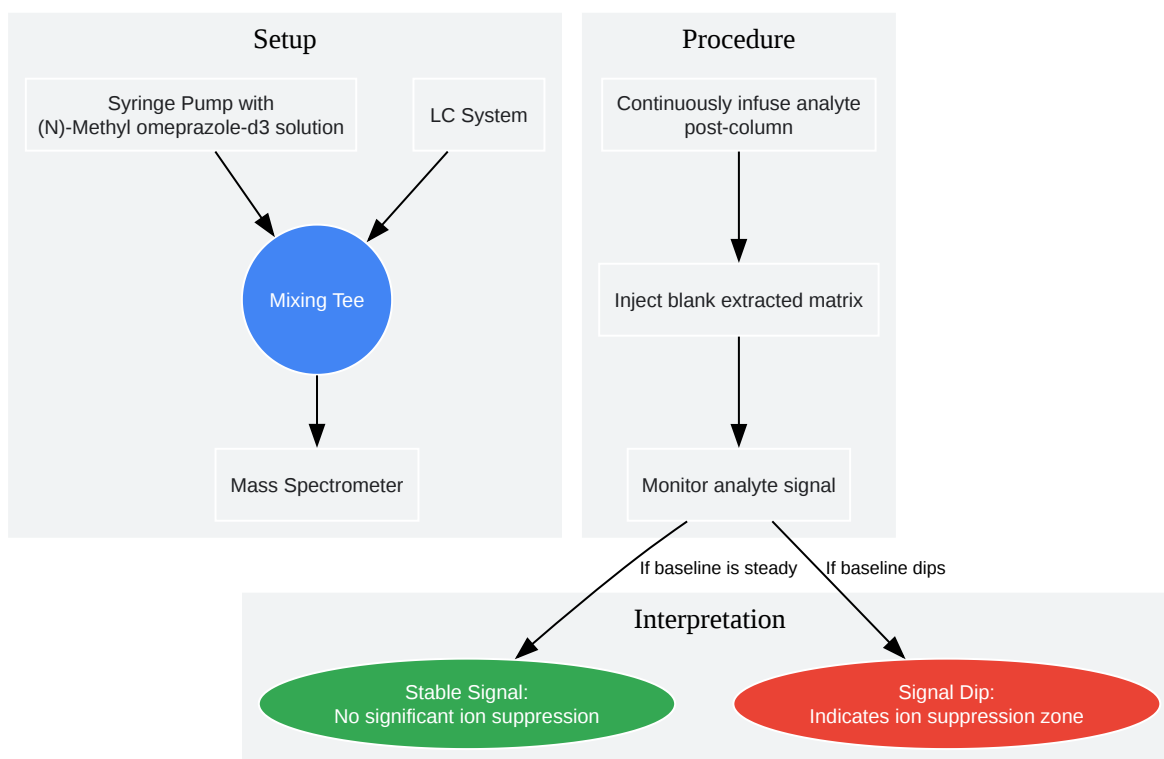 Setup
Syringe Pump with
(N)-Methyl omeprazole-d3 solution
LC System
Mixing Tee
Mass Spectrometer
Procedure
Continuously infuse analyte
post-column
Inject blank extracted matrix
Monitor analyte signal
If baseline is steady
If baseline dips
Interpretation
Stable Signal:
No significant ion suppression
Signal Dip:
Indicates ion suppression zone